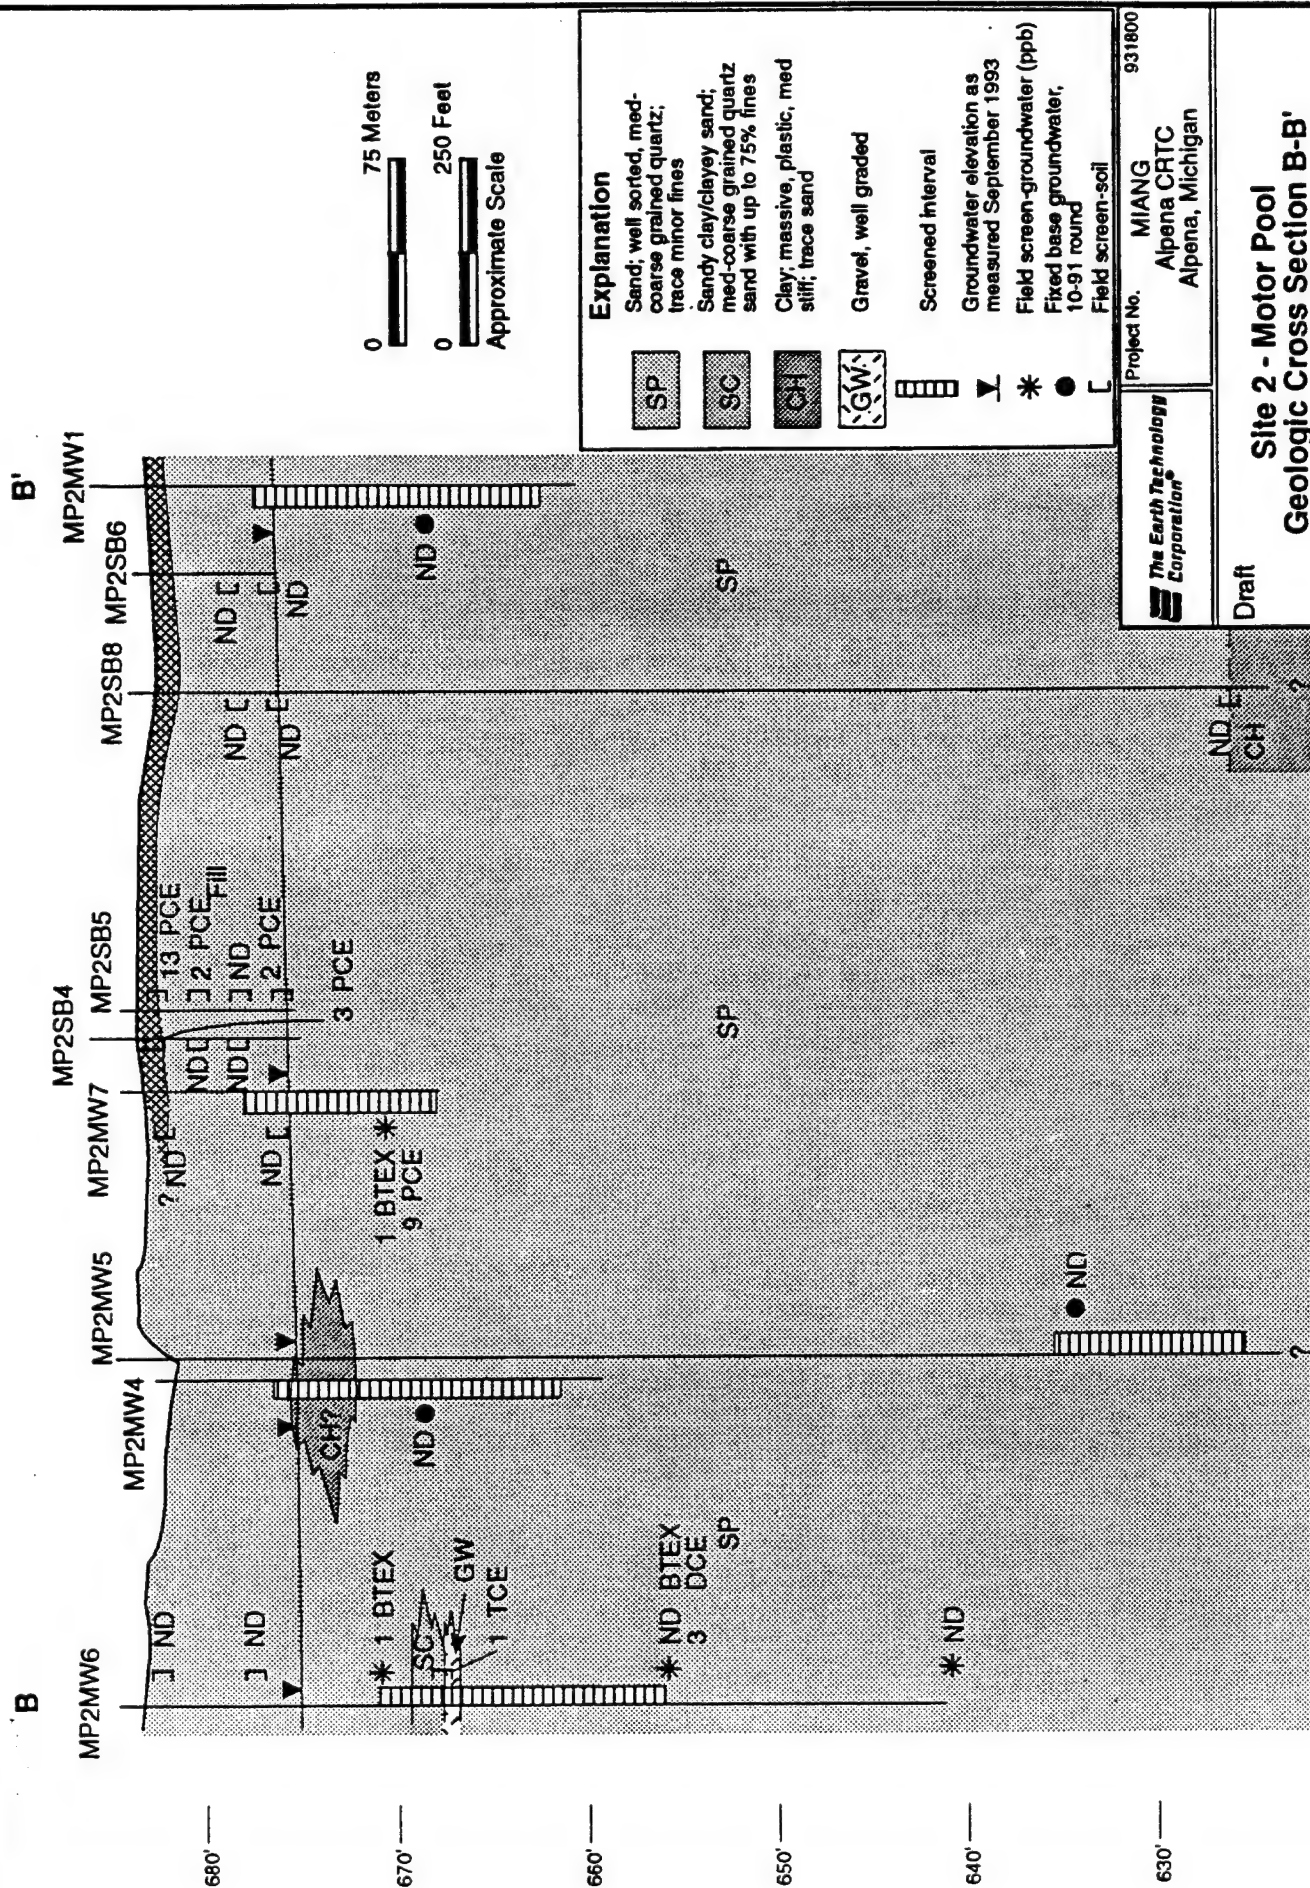 B
B'
MP2MW6
MP2MW4
MP2MW5
MP2MW7
MP2SB4
MP2SB5
MP2SB8
MP2SB6
MP2MW1
680'
670'
660'
650'
640'
630'
ND
ND
1 BTEX
SC
GW
1 TCE
ND BTEX
3 DCE
SP
ND
CH?
ND
ND
?
? ND
ND
1 BTEX
9 PCE
ND
ND
3 PCE
13 PCE
2 PCE
Fill
ND
2 PCE
SP
ND
ND
ND
CH
?
ND
ND
ND
SP
0 75 Meters
0 250 Feet
Approximate Scale
Explanation
SP
Sand; well sorted, med-
coarse grained quartz;
trace minor fines
SC
Sandy clay/clayey sand;
med-coarse grained quartz
sand with up to 75% fines
CH
Clay; massive, plastic, med
stiff; trace sand
GW
Gravel, well graded
Screened interval
Groundwater elevation as
measured September 1993
Field screen-groundwater (ppb)
Fixed base groundwater,
10-91 round
Field screen-soil
The Earth Technology
Corporation®
Project No. 931800
MIANG
Alpena CRTC
Alpena, Michigan
Draft
Site 2 - Motor Pool
Geologic Cross Section B-B'